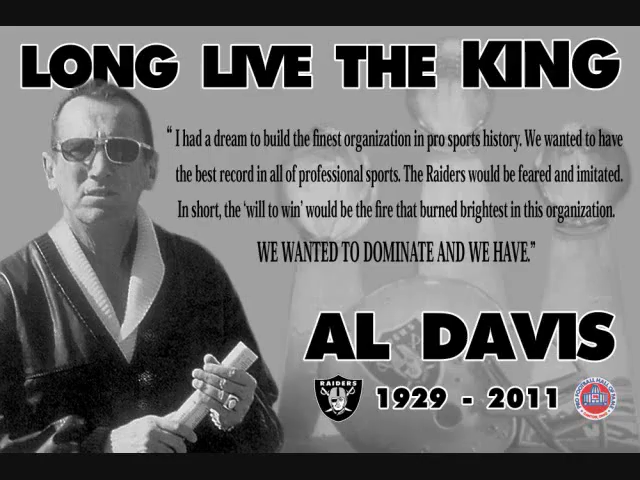 LONG LIVE THE KING
“ I had a dream to build the finest organization in pro sports history. We wanted to have
the best record in all of professional sports. The Raiders would be feared and imitated.
In short, the ‘will to win’ would be the fire that burned brightest in this organization.
WE WANTED TO DOMINATE AND WE HAVE.”
AL DAVIS
RAIDERS
1929 - 2011